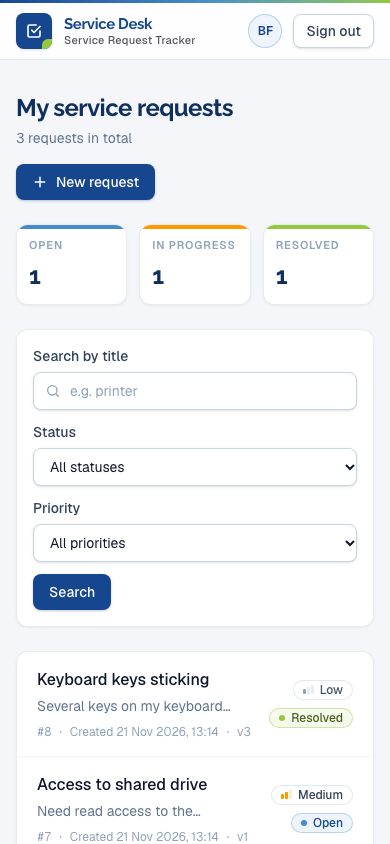 Service Desk
Service Request Tracker
BF
Sign out
My service requests
3 requests in total
New request
OPEN
1
IN PROGRESS
1
RESOLVED
1
Search by title
e.g. printer
Status
All statuses
Priority
All priorities
Search
Keyboard keys sticking
Low
Several keys on my keyboard...
Resolved
#8 · Created 21 Nov 2026, 13:14 · v3
Access to shared drive
Medium
Need read access to the...
Open
#7 · Created 21 Nov 2026, 13:14 · v1